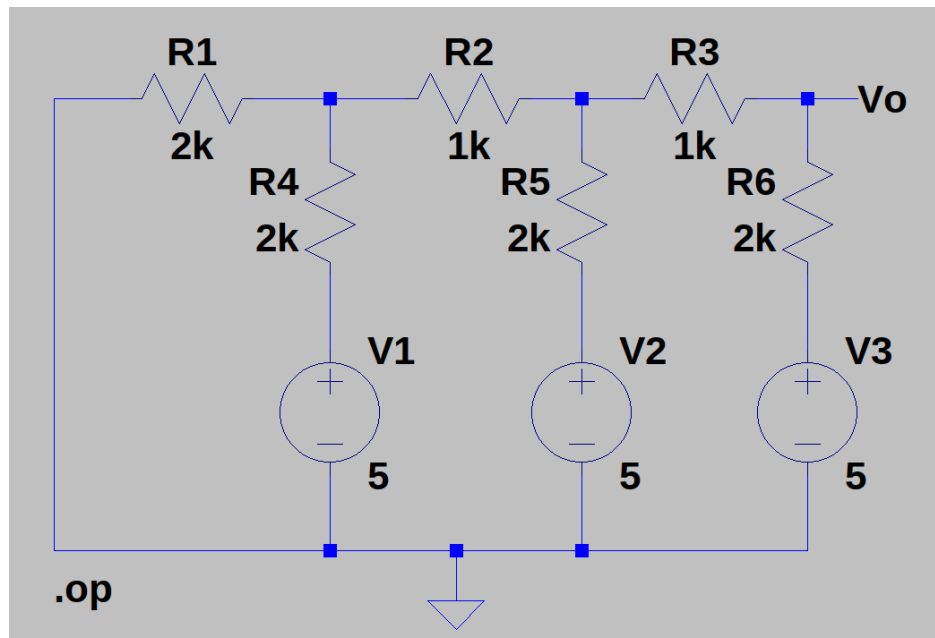 R1 R2 R3
Vo
2k 1k 1k
R4 R5 R6
2k 2k 2k
V1 V2 V3
+ + +
5 5 5
.op